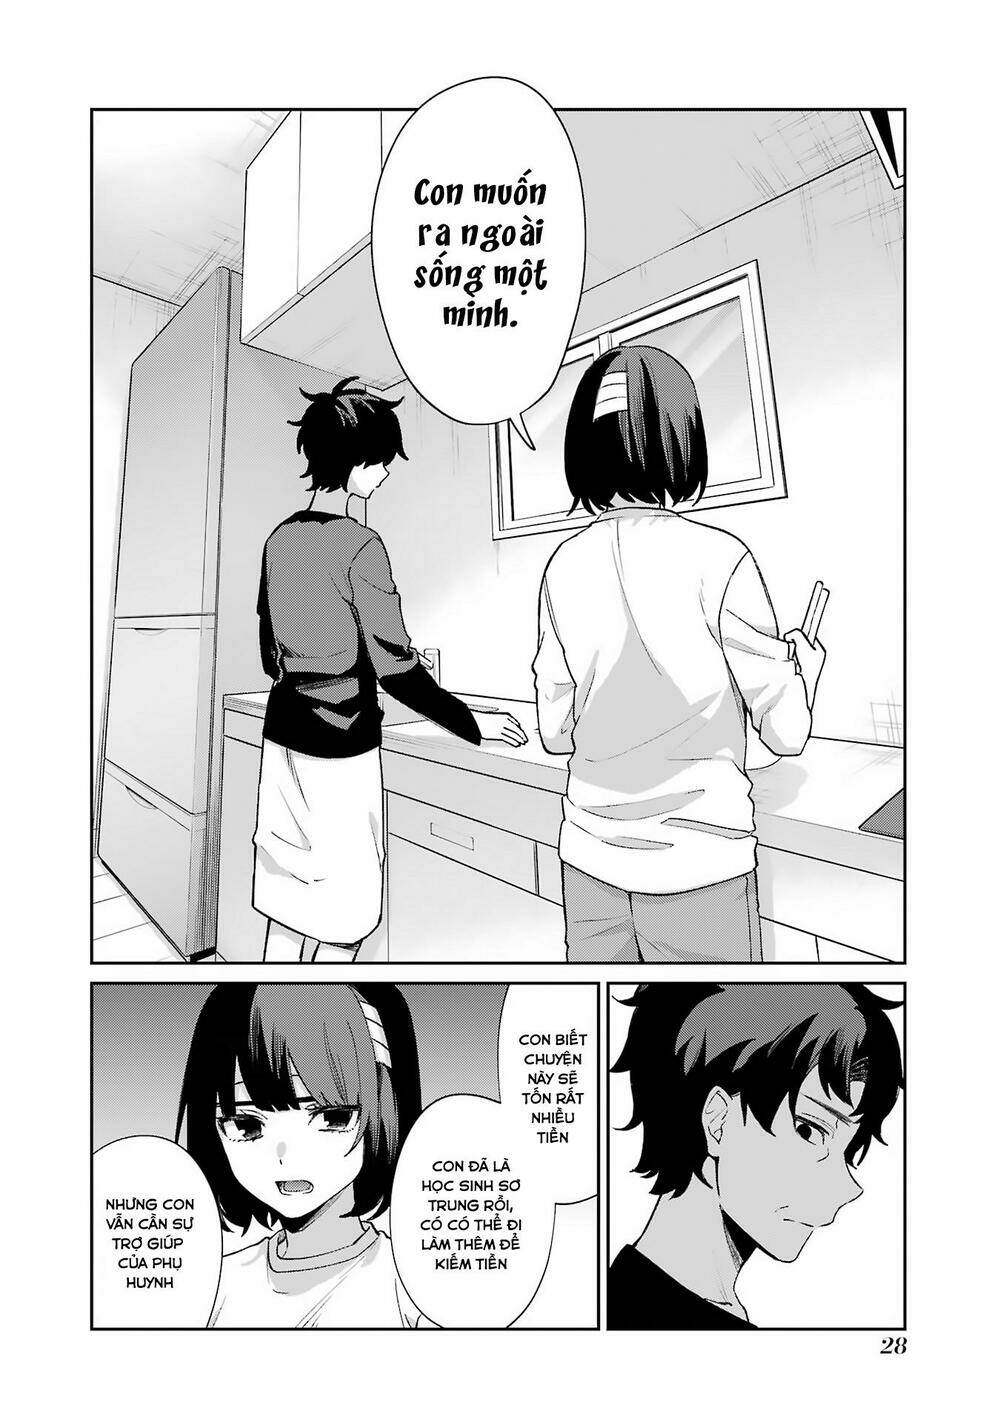 Con muốn
ra ngoài
sống một
mình.
CON BIẾT
CHUYỆN
NÀY SẼ
TỐN RẤT
NHIỀU
TIỀN
CON ĐÃ LÀ
HỌC SINH SƠ
TRUNG RỒI,
CÓ CÓ THỂ ĐI
LÀM THÊM ĐỂ
KIẾM TIỀN
NHƯNG CON
VẪN CẦN SỰ
TRỢ GIÚP
CỦA PHỤ
HUYNH
28